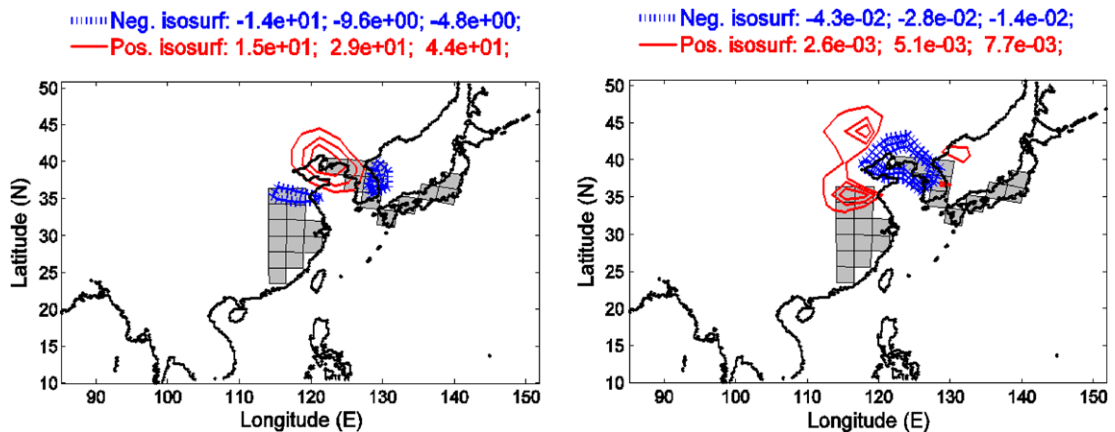 Neg. isosurf: -1.4e+01; -9.6e+00; -4.8e+00;
Pos. isosurf: 1.5e+01; 2.9e+01; 4.4e+01;
50
45
40
35
30
25
20
15
10
90 100 110 120 130 140 150
Latitude (N)
Longitude (E)
Neg. isosurf: -4.3e-02; -2.8e-02; -1.4e-02;
Pos. isosurf: 2.6e-03; 5.1e-03; 7.7e-03;
50
45
40
35
30
25
20
15
10
90 100 110 120 130 140 150
Latitude (N)
Longitude (E)